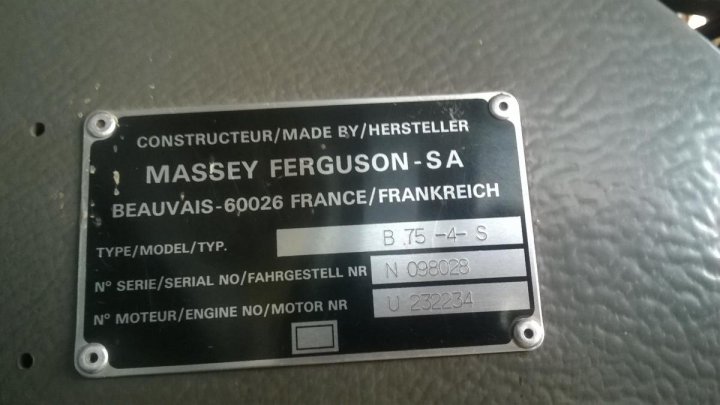 CONSTRUCTEUR/MADE BY/HERSTELLER
MASSEY FERGUSON-SA
BEAUVAIS-60026 FRANCE/FRANKREICH
TYPE/MODEL/TYP. B 75 -4- S
N° SERIE/SERIAL NO/FAHRGESTELL NR N 098028
N° MOTEUR/ENGINE NO/MOTOR NR U 232234